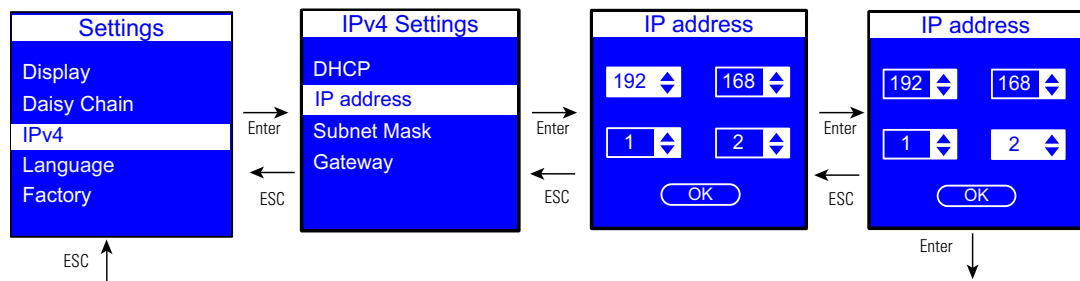 Settings
Display
Daisy Chain
IPv4
Language
Factory
Enter
ESC
IPv4 Settings
DHCP
IP address
Subnet Mask
Gateway
Enter
ESC
IP address
192 168
1 2
OK
Enter
ESC
IP address
192 168
1 2
OK
ESC
Enter